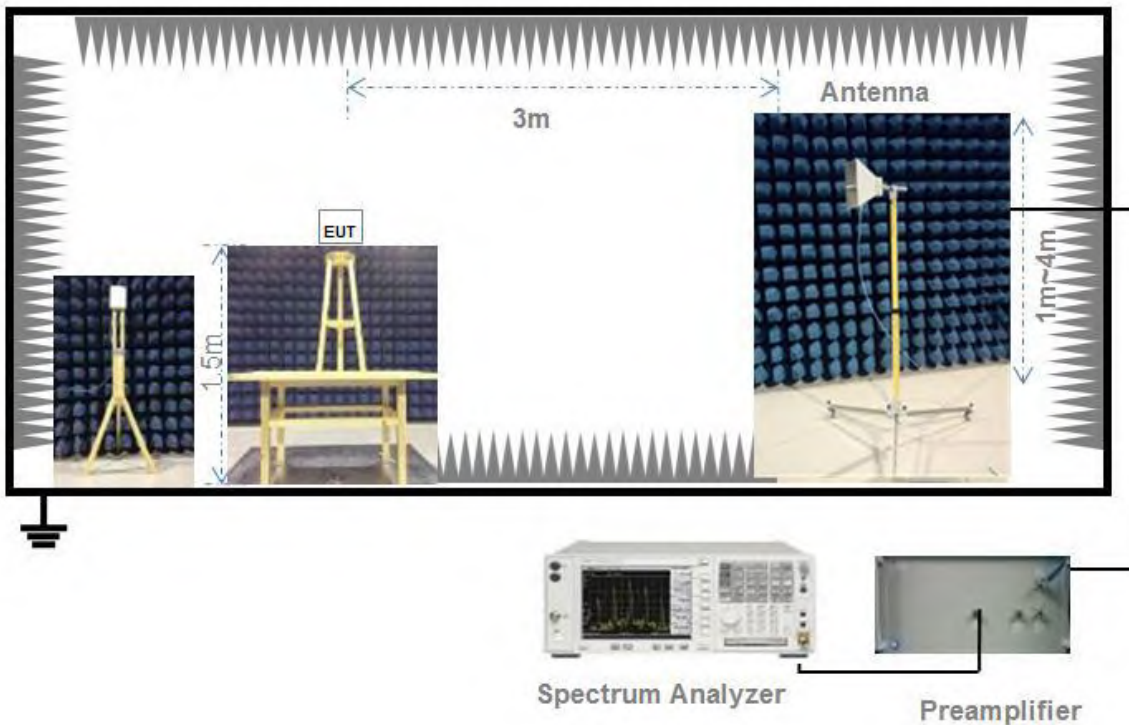 Antenna
3m
EUT
1.5m
1m~4m
Spectrum Analyzer
Preamplifier